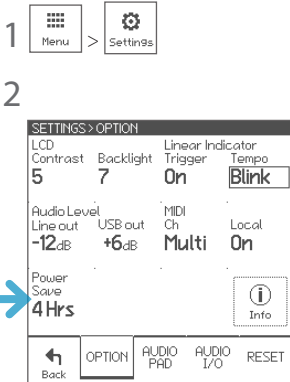 1
Menu > Settings
2
SETTINGS>OPTION
LCD Linear Indicator
Contrast Backlight Trigger Tempo
5 7 On Blink
Audio Level MIDI
Line out USB out Ch Local
-12dB +6dB Multi On
Power
Save
4 Hrs
Info
Back OPTION AUDIO PAD AUDIO I/O RESET